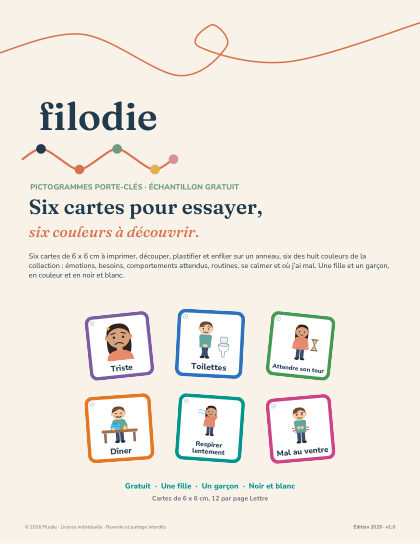 filodie
PICTOGRAMMES PORTE-CLÉS · ÉCHANTILLON GRATUIT
Six cartes pour essayer,
six couleurs à découvrir.
Six cartes de 6 x 6 cm à imprimer, découper, plastifier et enfiler sur un anneau, six des huit couleurs de la
collection : émotions, besoins, comportements attendus, routines, se calmer et où j'ai mal. Une fille et un garçon,
en couleur et en noir et blanc.
Triste
Toilettes
Attendre son tour
Dîner
Respirer
lentement
Mal au ventre
Gratuit · Une fille · Un garçon · Noir et blanc
Cartes de 6 x 6 cm, 12 par page Lettre
© 2026 Filodie · Licence individuelle · Revente et partage interdits
Édition 2026 · v1.0